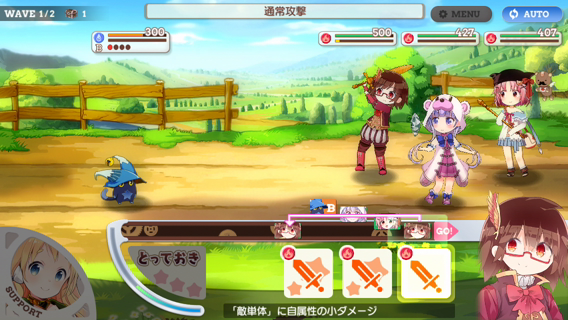 WAVE 1/2 1
通常攻撃
MENU
AUTO
300
B
500
427
407
B
GO!
とっておき
SUPPORT
「敵単体」に自属性の小ダメージ